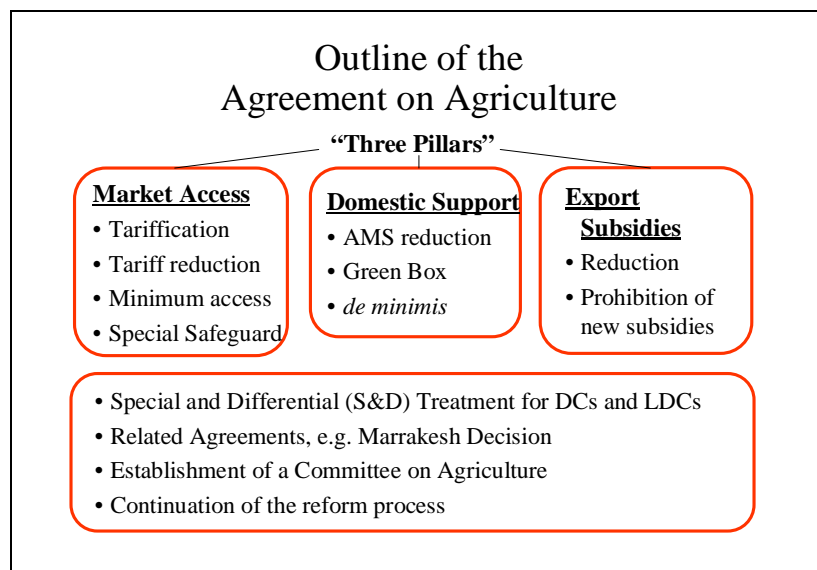 Outline of the
Agreement on Agriculture
“Three Pillars”
Market Access
• Tariffication
• Tariff reduction
• Minimum access
• Special Safeguard
Domestic Support
• AMS reduction
• Green Box
• de minimis
Export
Subsidies
• Reduction
• Prohibition of
new subsidies
• Special and Differential (S&D) Treatment for DCs and LDCs
• Related Agreements, e.g. Marrakesh Decision
• Establishment of a Committee on Agriculture
• Continuation of the reform process